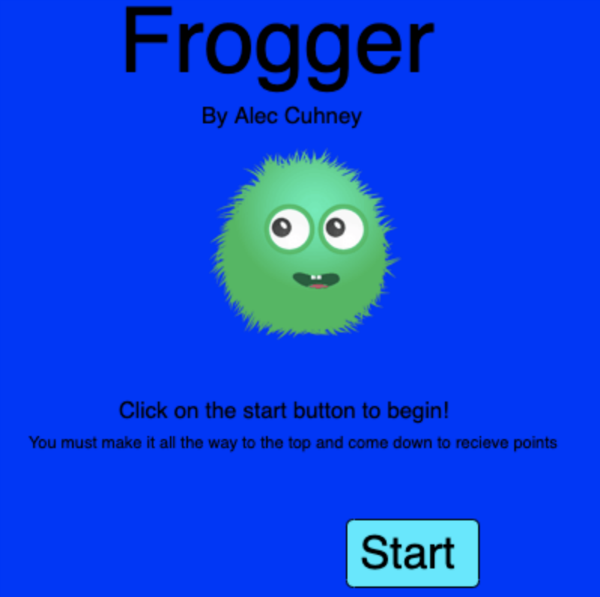 Frogger
By Alec Cuhney
Click on the start button to begin!
You must make it all the way to the top and come down to recieve points
Start